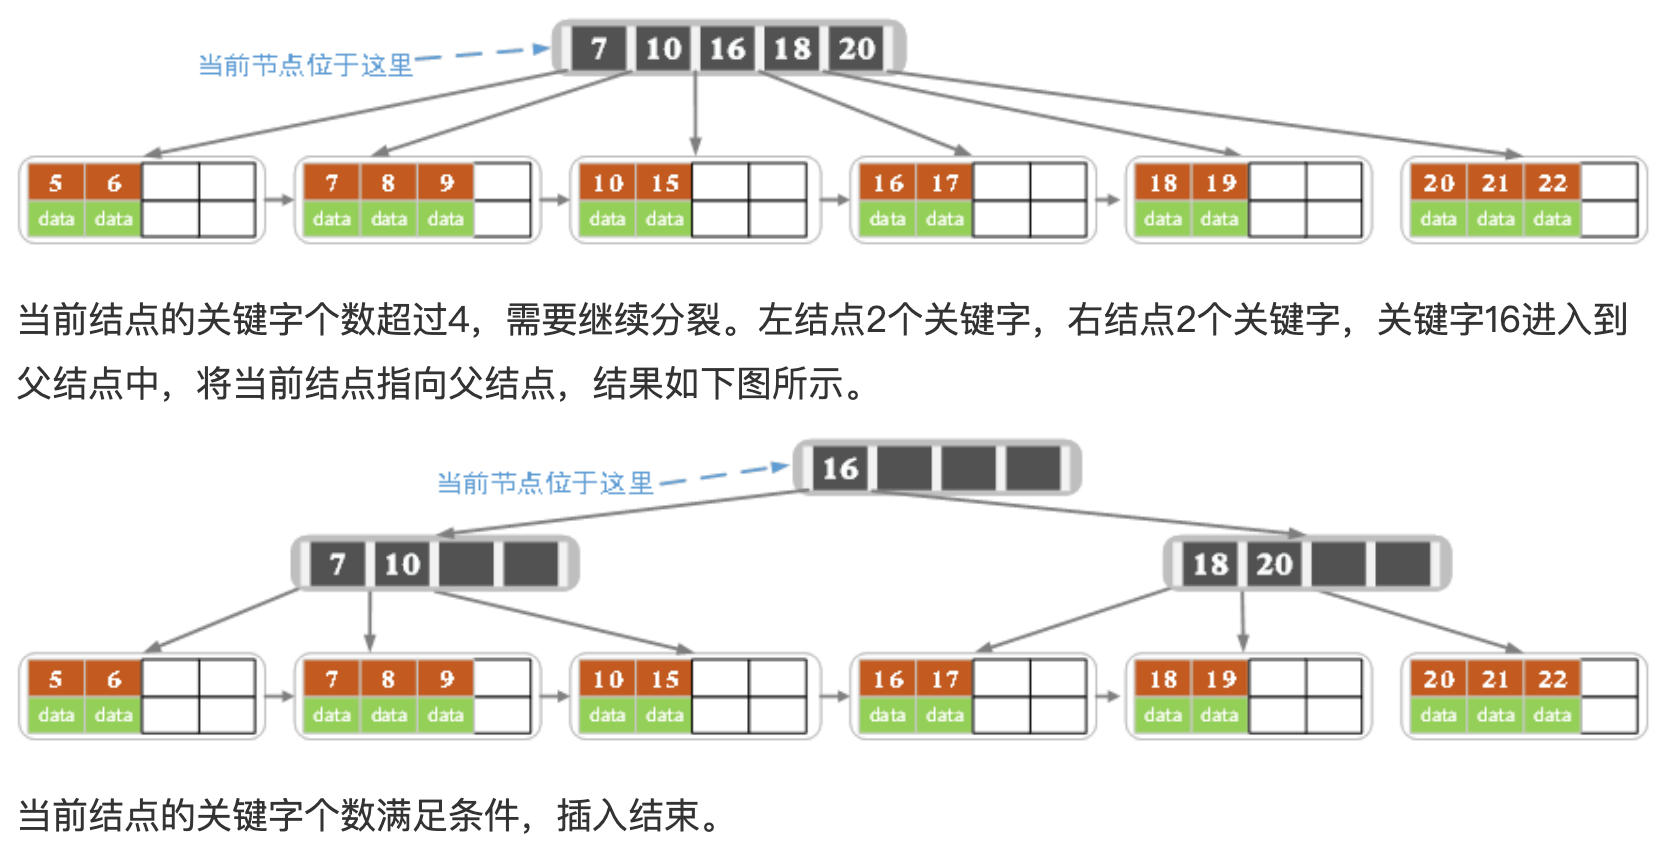 当前节点位于这里
7 10 16 18 20
5 6 7 8 9 10 15 16 17 18 19 20 21 22
data data data data data data data data data data data data data data
当前结点的关键字个数超过4，需要继续分裂。左结点2个关键字，右结点2个关键字，关键字16进入到
父结点中，将当前结点指向父结点，结果如下图所示。
16
当前节点位于这里
7 10 18 20
5 6 7 8 9 10 15 16 17 18 19 20 21 22
data data data data data data data data data data data data data data
当前结点的关键字个数满足条件，插入结束。